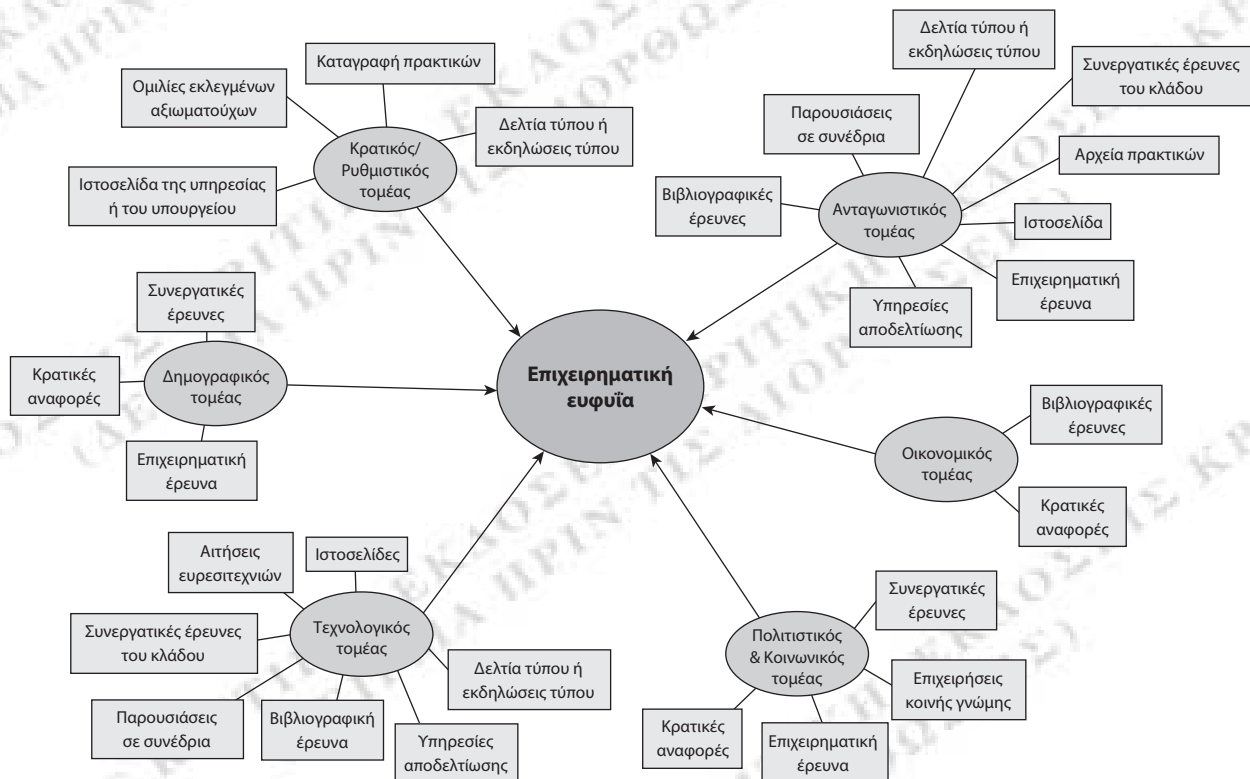 Καταγραφή πρακτικών
Ομιλίες εκλεγμένων
αξιωματούχων
Δελτία τύπου ή
εκδηλώσεις τύπου
Κρατικός/
Ρυθμιστικός
τομέας
Ιστοσελίδα της υπηρεσίας
ή του υπουργείου
Δελτία τύπου ή
εκδηλώσεις τύπου
Συνεργατικές έρευνες
του κλάδου
Παρουσιάσεις
σε συνέδρια
Αρχεία πρακτικών
Βιβλιογραφικές
έρευνες
Ανταγωνιστικός
τομέας
Ιστοσελίδα
Επιχειρηματική
έρευνα
Υπηρεσίες
αποδελτίωσης
Συνεργατικές
έρευνες
Κρατικές
αναφορές
Δημογραφικός
τομέας
Επιχειρηματική
έρευνα
Επιχειρηματική
ευφυΐα
Βιβλιογραφικές
έρευνες
Οικονομικός
τομέας
Κρατικές
αναφορές
Αιτήσεις
ευρεσιτεχνιών
Ιστοσελίδες
Συνεργατικές έρευνες
του κλάδου
Τεχνολογικός
τομέας
Δελτία τύπου ή
εκδηλώσεις τύπου
Παρουσιάσεις
σε συνέδρια
Βιβλιογραφική
έρευνα
Υπηρεσίες
αποδελτίωσης
Συνεργατικές
έρευνες
Πολιτιστικός
& Κοινωνικός
τομέας
Επιχειρήσεις
κοινής γνώμης
Κρατικές
αναφορές
Επιχειρηματική
έρευνα